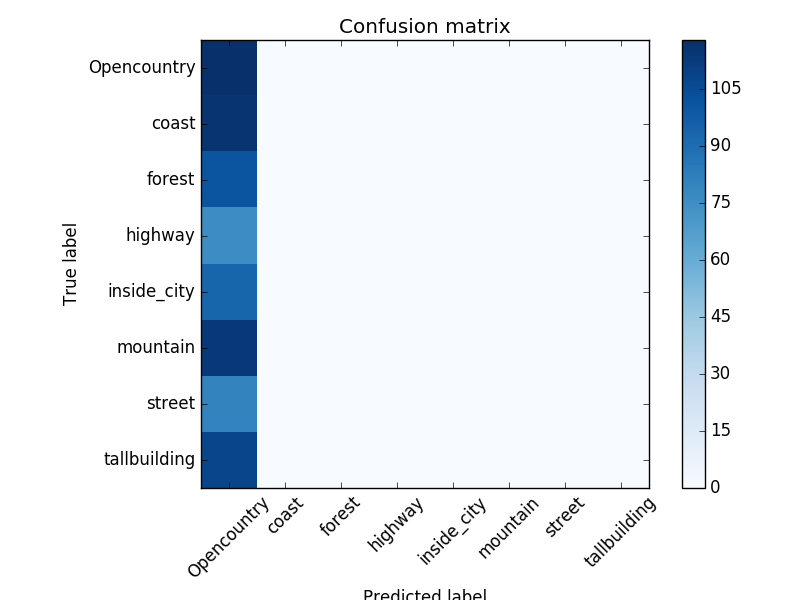 Confusion matrix
True label
Opencountry
coast
forest
highway
inside_city
mountain
street
tallbuilding
Opencountry
coast
forest
highway
inside_city
mountain
street
tallbuilding
Predicted label
105
90
75
60
45
30
15
0